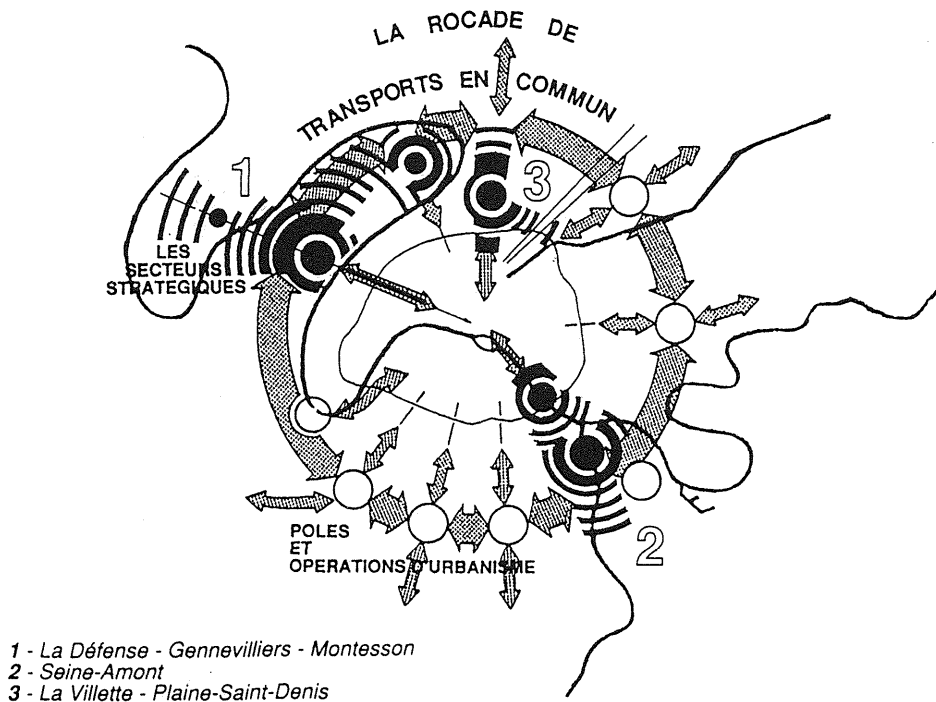 LA ROCADE DE
TRANSPORTS EN COMMUN
1
3
LES
SECTEURS
STRATEGIQUES
POLES
ET
OPERATIONS D'URBANISME
2
1 - La Défense - Gennevilliers - Montesson
2 - Seine-Amont
3 - La Villette - Plaine-Saint-Denis